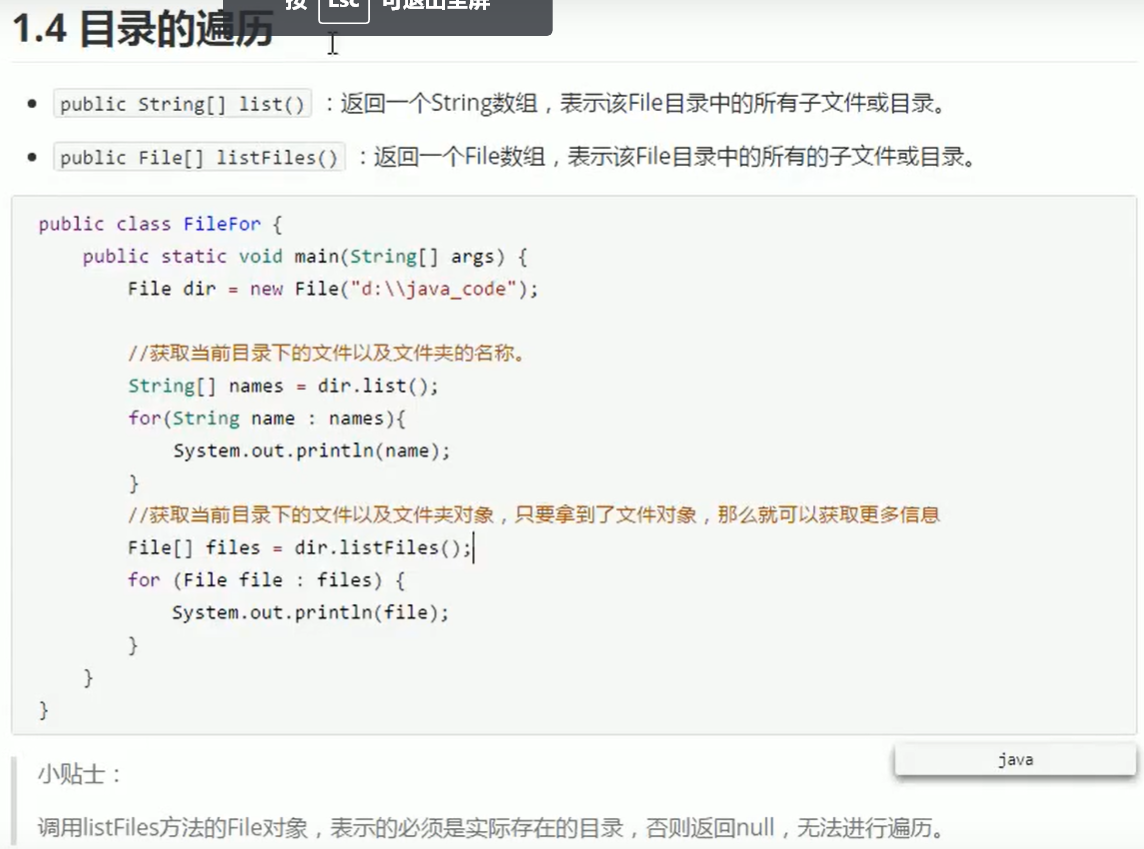 按 Esc 可退出全屏
1.4 目录的遍历
public String[] list() ：返回一个String数组，表示该File目录中的所有子文件或目录。
public File[] listFiles() ：返回一个File数组，表示该File目录中的所有的子文件或目录。
public class FileFor {
    public static void main(String[] args) {
        File dir = new File("d:\\java_code");
        //获取当前目录下的文件以及文件夹的名称。
        String[] names = dir.list();
        for(String name : names){
            System.out.println(name);
        }
        //获取当前目录下的文件以及文件夹对象，只要拿到了文件对象，那么就可以获取更多信息
        File[] files = dir.listFiles();
        for (File file : files) {
            System.out.println(file);
        }
    }
}
java
小贴士：
调用listFiles方法的File对象，表示的必须是实际存在的目录，否则返回null，无法进行遍历。